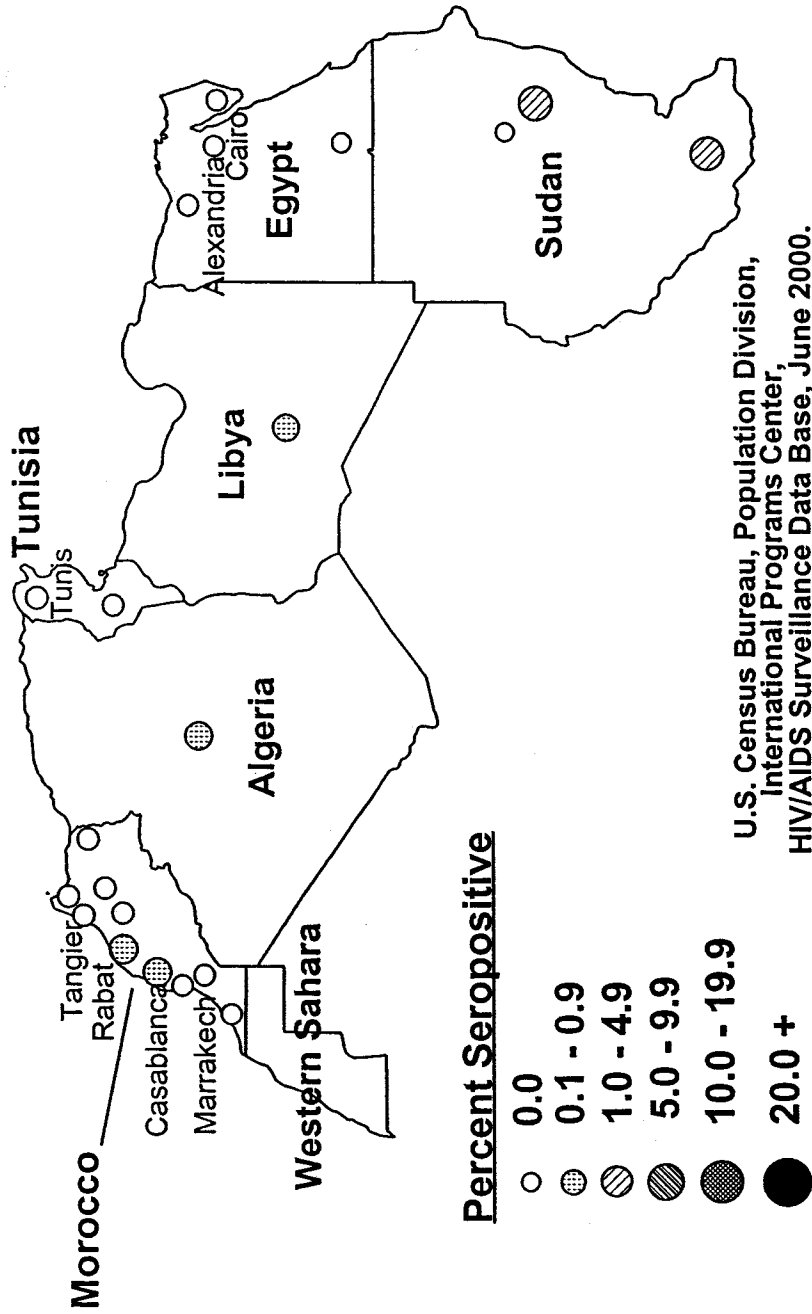 Morocco
Tangier
Rabat
Casablanca
Marrakech
Western Sahara
Algeria
Tunisia
Tunis
Libya
Alexandria
Cairo
Egypt
Sudan
Percent Seropositive
0.0
0.1 - 0.9
1.0 - 4.9
5.0 - 9.9
10.0 - 19.9
20.0 +
U.S. Census Bureau, Population Division,
International Programs Center,
HIV/AIDS Surveillance Data Base, June 2000.